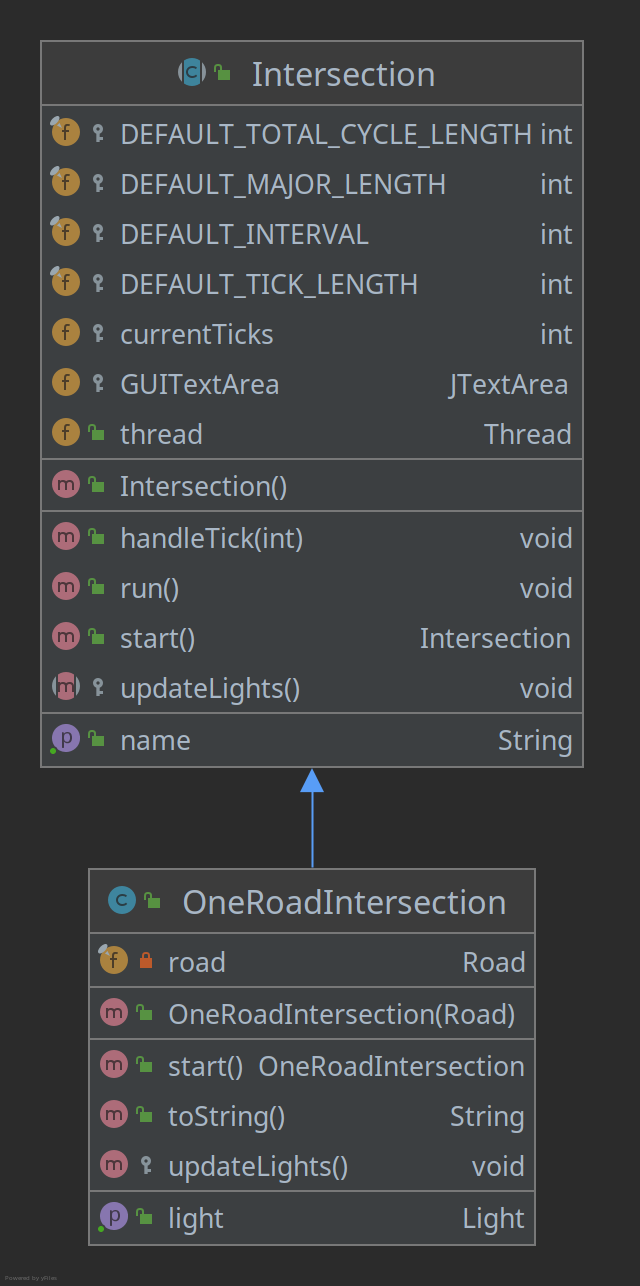 Intersection
DEFAULT_TOTAL_CYCLE_LENGTH int
DEFAULT_MAJOR_LENGTH int
DEFAULT_INTERVAL int
DEFAULT_TICK_LENGTH int
currentTicks int
GUITextArea JTextArea
thread Thread
Intersection()
handleTick(int) void
run() void
start() Intersection
updateLights() void
name String
OneRoadIntersection
road Road
OneRoadIntersection(Road)
start() OneRoadIntersection
toString() String
updateLights() void
light Light
Powered by yFiles